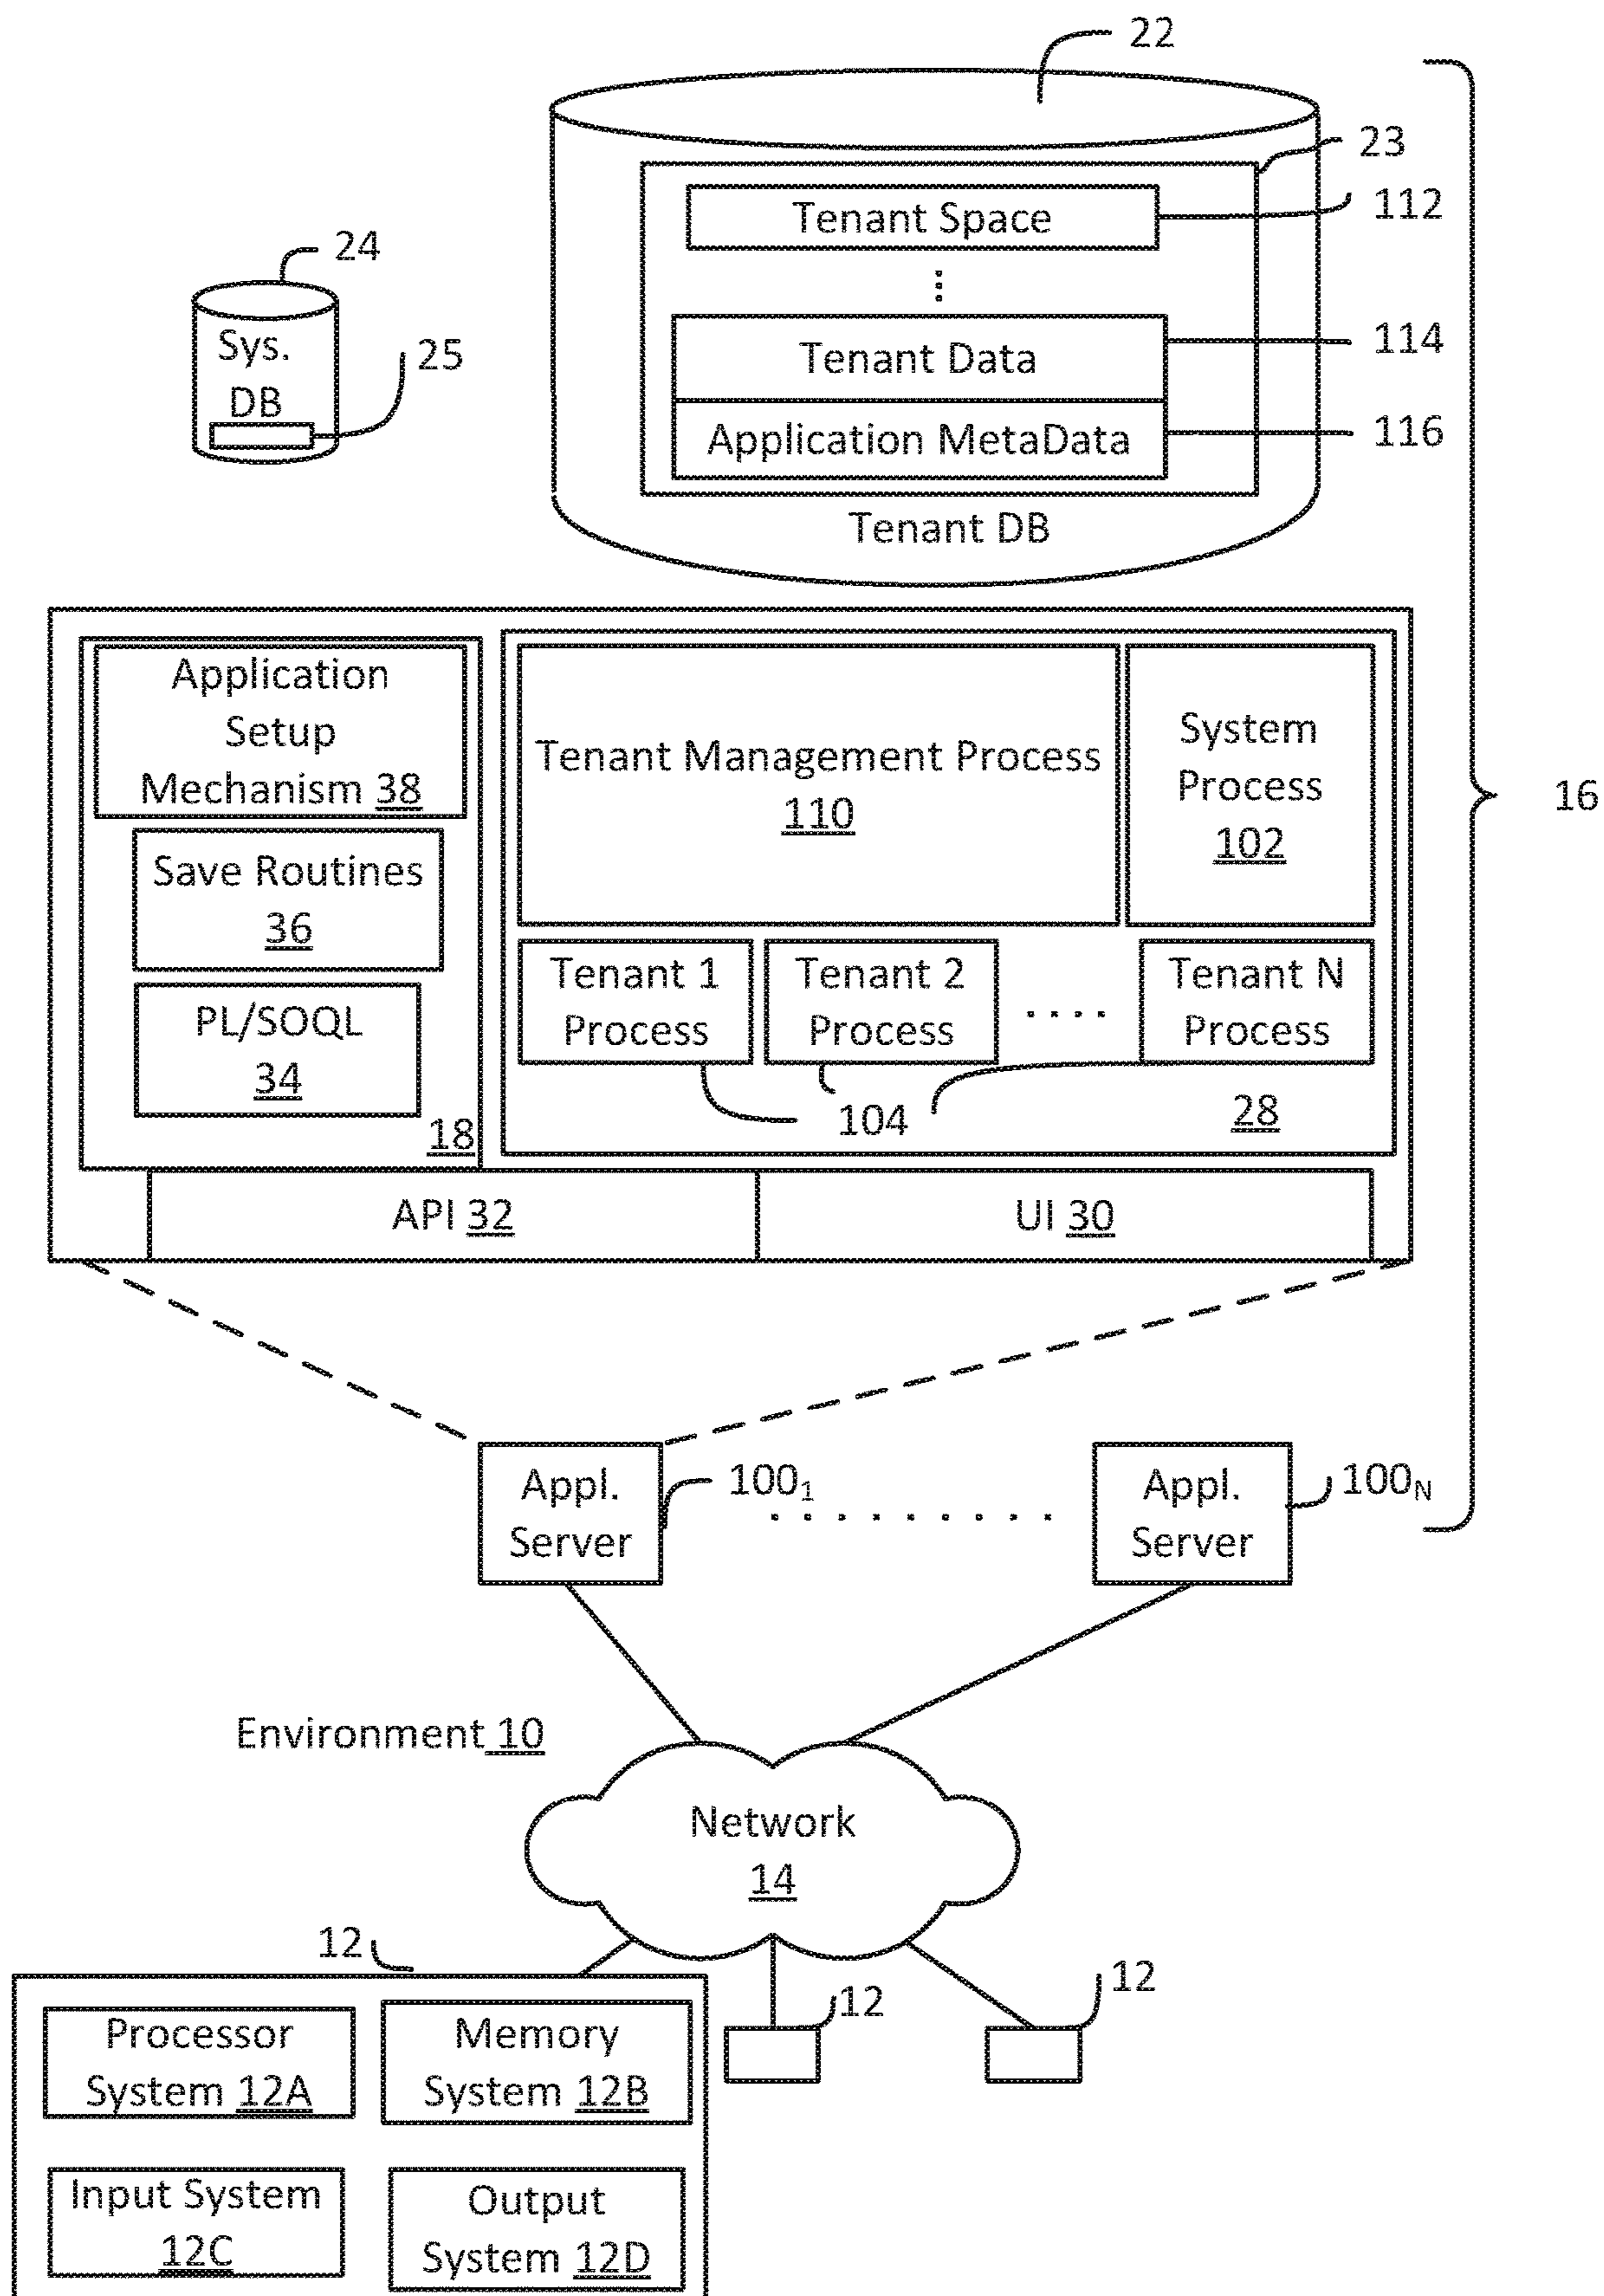 22
23
Tenant Space
112
24
Sys.
DB
25
Tenant Data
114
Application MetaData
116
Tenant DB
Application
Setup
Mechanism 38
Tenant Management Process
110
System
Process
102
16
Save Routines
36
Tenant 1
Process
Tenant 2
Process
. . . .
Tenant N
Process
PL/SOQL
34
104
28
18
API 32
UI 30
Appl.
Server
100₁
. . . . . . . . .
Appl.
Server
100N
Environment 10
Network
14
12
12
12
Processor
System 12A
Memory
System 12B
Input System
12C
Output
System 12D